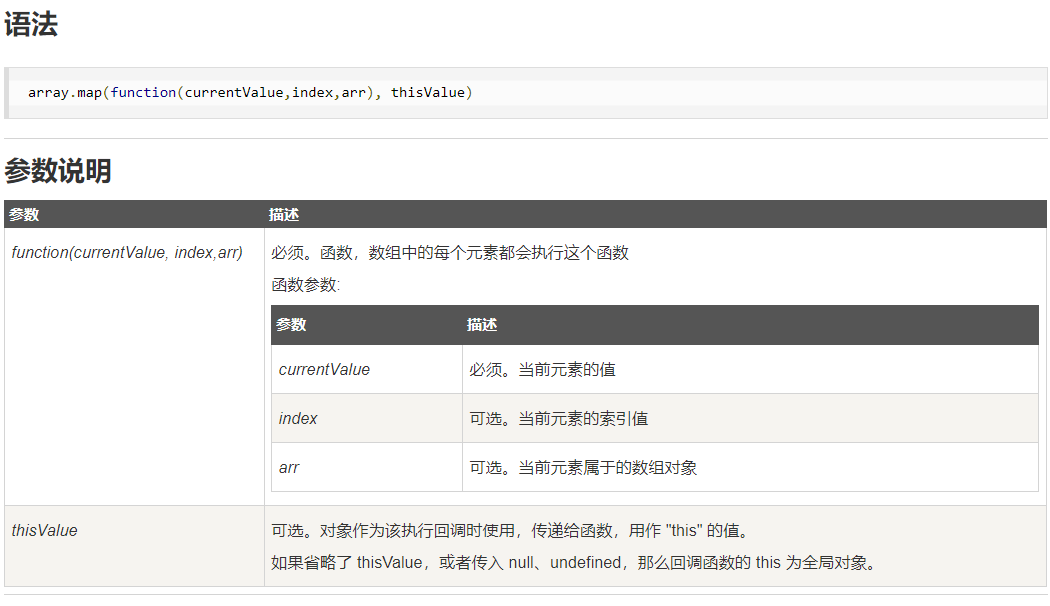 语法
array.map(function(currentValue,index,arr), thisValue)
参数说明
参数 描述
function(currentValue, index,arr) 必须。函数，数组中的每个元素都会执行这个函数
函数参数:
参数 描述
currentValue 必须。当前元素的值
index 可选。当前元素的索引值
arr 可选。当前元素属于的数组对象
thisValue 可选。对象作为该执行回调时使用，传递给函数，用作 "this" 的值。
如果省略了 thisValue，或者传入 null、undefined，那么回调函数的 this 为全局对象。